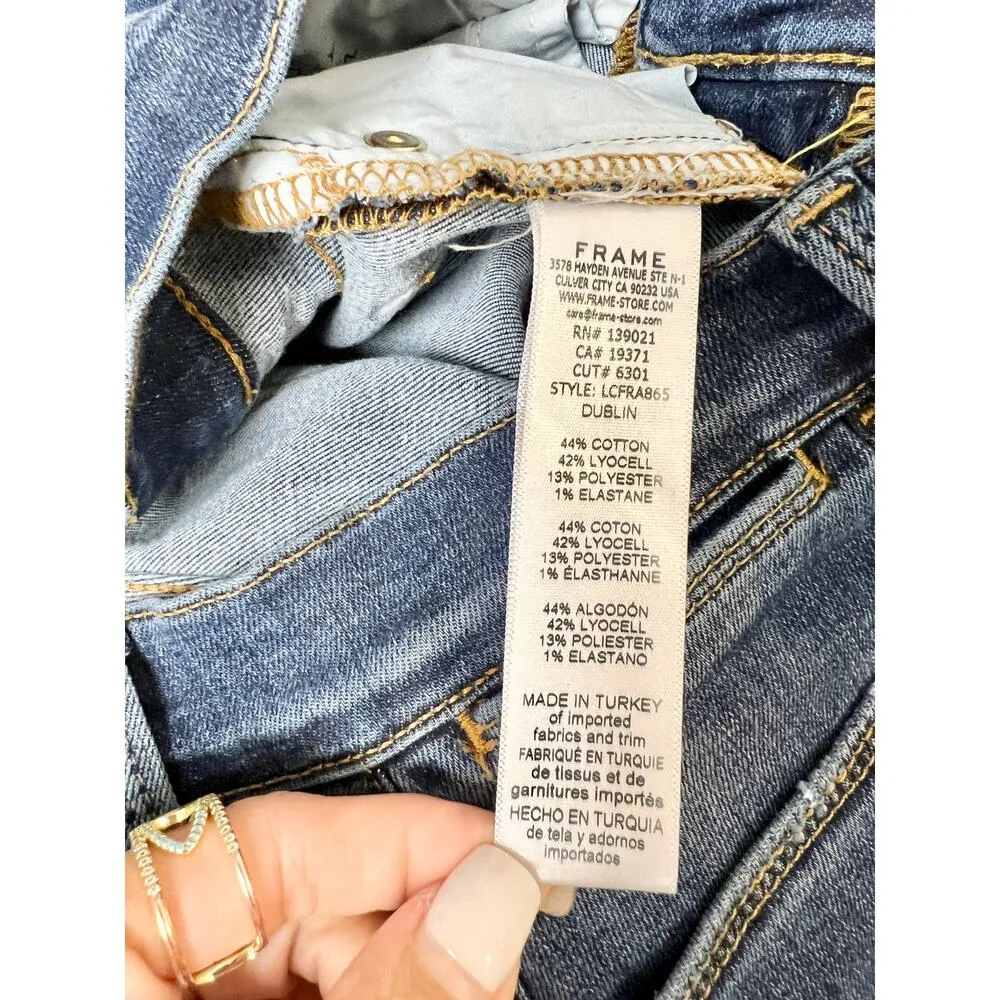 FRAME
3578 HAYDEN AVENUE STE N-1
CULVER CITY CA 90232 USA
WWW.FRAME-STORE.COM
care@frame-store.com
RN# 139021
CA# 19371
CUT# 6301
STYLE: LCFRA865
DUBLIN
44% COTTON
42% LYOCELL
13% POLYESTER
1% ELASTANE
44% COTON
42% LYOCELL
13% POLYESTER
1% ÉLASTHANNE
44% ALGODÓN
42% LYOCELL
13% POLIESTER
1% ELASTANO
MADE IN TURKEY
of imported
fabrics and trim
FABRIQUÉ EN TURQUIE
de tissus et de
garnitures importés
HECHO EN TURQUIA
de tela y adornos
importados